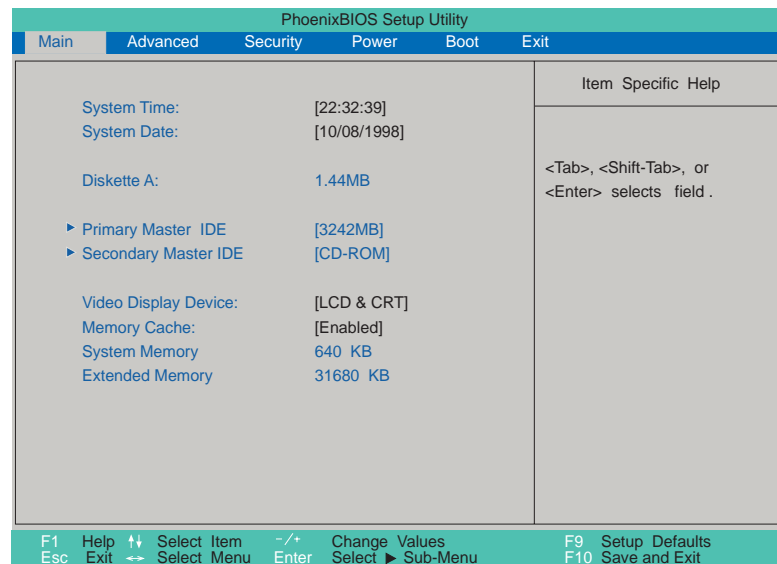 PhoenixBIOS Setup Utility
Main Advanced Security Power Boot Exit
Item Specific Help
System Time: [22:32:39]
System Date: [10/08/1998]
<Tab>, <Shift-Tab>, or
<Enter> selects field .
Diskette A: 1.44MB
Primary Master IDE [3242MB]
Secondary Master IDE [CD-ROM]
Video Display Device: [LCD & CRT]
Memory Cache: [Enabled]
System Memory 640 KB
Extended Memory 31680 KB
F1 Help ↑↓ Select Item -/+ Change Values F9 Setup Defaults
Esc Exit ↔ Select Menu Enter Select ▶ Sub-Menu F10 Save and Exit